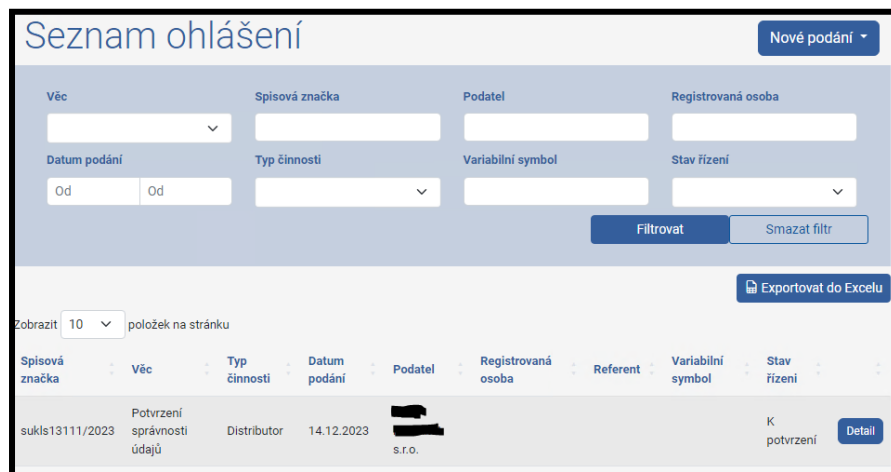 Seznam ohlášení
Nové podání
Věc
Spisová značka
Podatel
Registrovaná osoba
Datum podání
Typ činnosti
Variabilní symbol
Stav řízení
Od
Od
Filtrovat
Smazat filtr
Exportovat do Excelu
Zobrazit 10 položek na stránku
Spisová
značka
Věc
Typ
činnosti
Datum
podání
Podatel
Registrovaná
osoba
Referent
Variabilní
symbol
Stav
řízeni
sukls13111/2023
Potvrzení
správnosti
údajů
Distributor
14.12.2023
s.r.o.
K
potvrzení
Detail